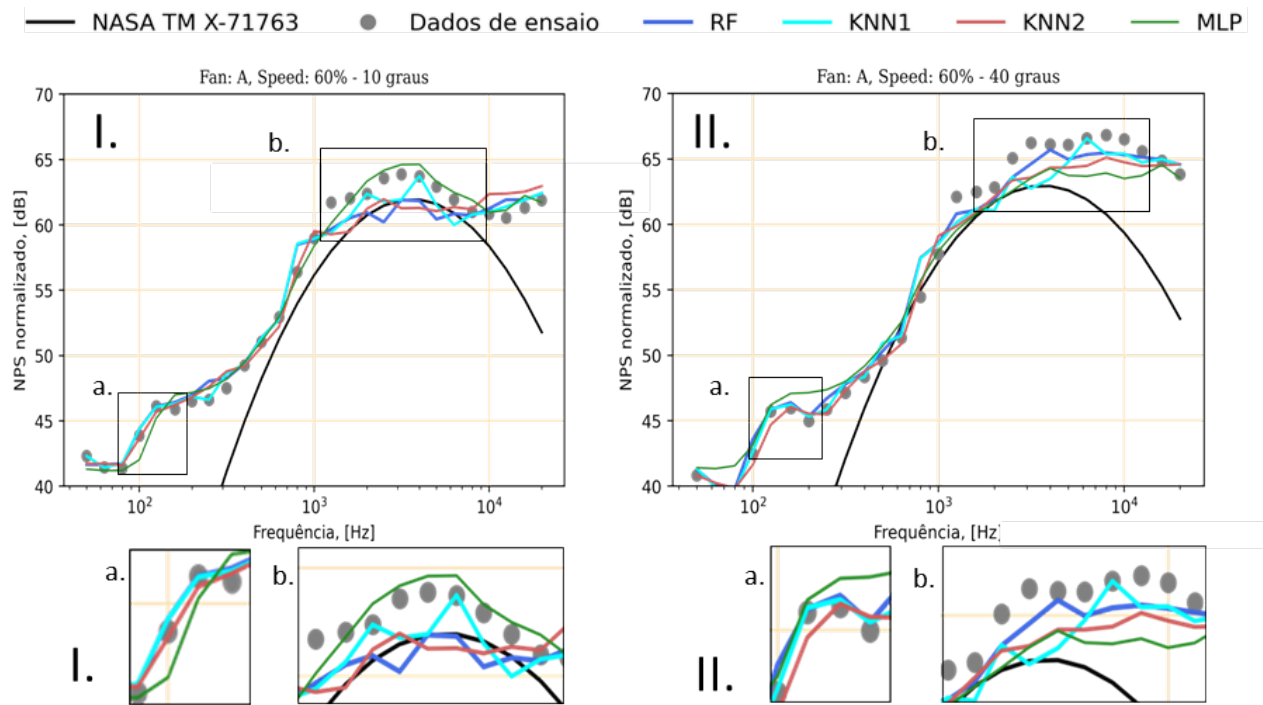 NASA TM X-71763 Dados de ensaio RF KNN1 KNN2 MLP
Fan: A, Speed: 60% - 10 graus
I.
a.
b.
NPS normalizado, [dB]
70
65
60
55
50
45
40
10²
10³
10⁴
Frequência, [Hz]
Fan: A, Speed: 60% - 40 graus
II.
a.
b.
NPS normalizado, [dB]
70
65
60
55
50
45
40
10²
10³
10⁴
Frequência, [Hz]
I.
a.
b.
II.
a.
b.